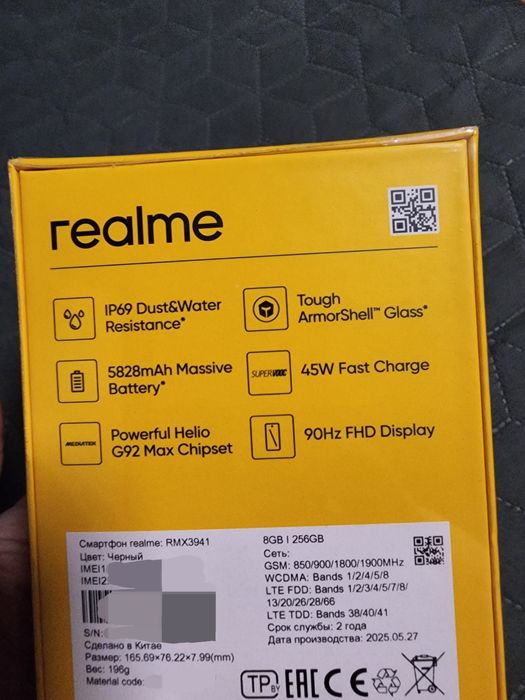 realme
IP69 Dust&Water
Resistance*
Tough
ArmorShell™ Glass*
5828mAh Massive
Battery*
SUPERVOOC
45W Fast Charge
MEDIATEK
Powerful Helio
G92 Max Chipset
90Hz FHD Display
Смартфон realme: RMX3941
Цвет: Черный
IMEI1
IMEI2
S/N:
Сделано в Китае
Размер: 165.69×76.22×7.99(mm)
Вес: 196g
Material code:
8GB | 256GB
Сеть:
GSM: 850/900/1800/1900MHz
WCDMA: Bands 1/2/4/5/8
LTE FDD: Bands 1/2/3/4/5/7/8/
13/20/26/28/66
LTE TDD: Bands 38/40/41
Срок службы: 2 года
Дата производства: 2025.05.27
TP BY EAC CE